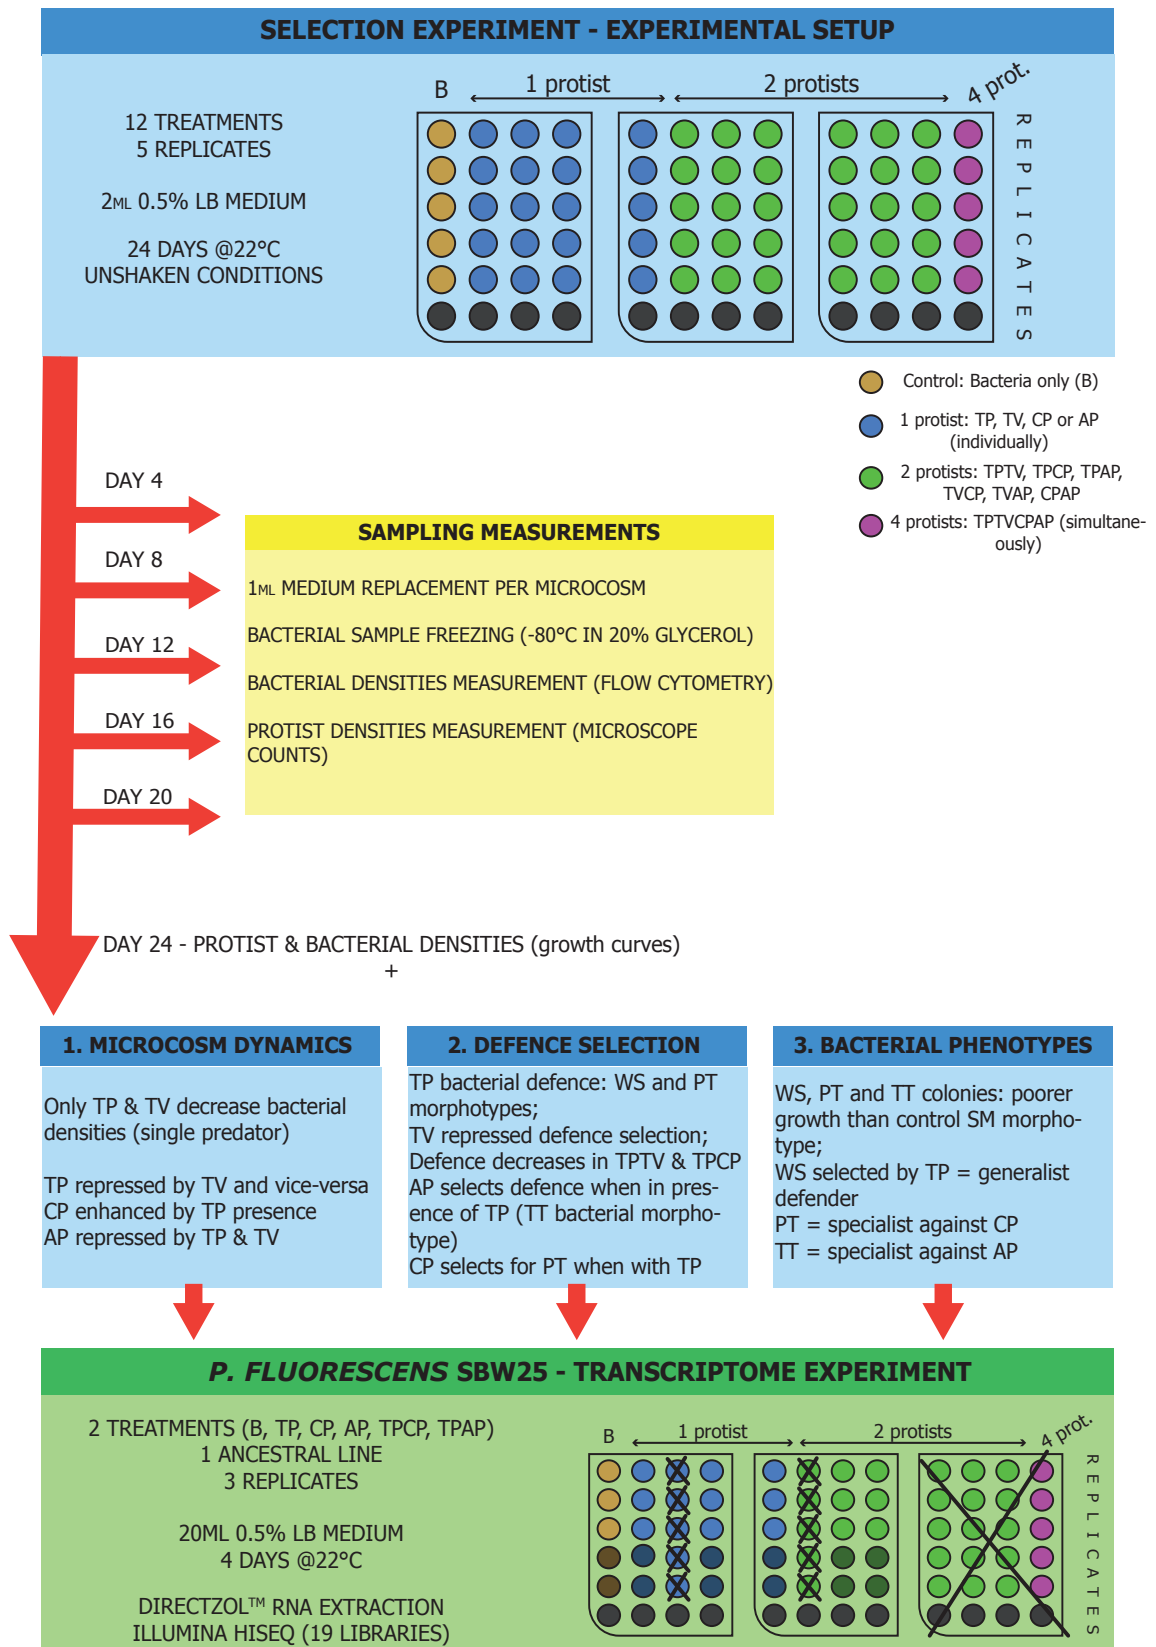 SELECTION EXPERIMENT - EXPERIMENTAL SETUP
12 TREATMENTS
5 REPLICATES
2ML 0.5% LB MEDIUM
24 DAYS @22°C
UNSHAKEN CONDITIONS
B
1 protist
2 protists
4 prot.
REPLICATES
Control: Bacteria only (B)
1 protist: TP, TV, CP or AP
(individually)
2 protists: TPTV, TPCP, TPAP,
TVCP, TVAP, CPAP
4 protists: TPTVCPAP (simultane-
ously)
DAY 4
DAY 8
DAY 12
DAY 16
DAY 20
SAMPLING MEASUREMENTS
1ML MEDIUM REPLACEMENT PER MICROCOSM
BACTERIAL SAMPLE FREEZING (-80°C IN 20% GLYCEROL)
BACTERIAL DENSITIES MEASUREMENT (FLOW CYTOMETRY)
PROTIST DENSITIES MEASUREMENT (MICROSCOPE
COUNTS)
DAY 24 - PROTIST & BACTERIAL DENSITIES (growth curves)
+
1. MICROCOSM DYNAMICS
Only TP & TV decrease bacterial
densities (single predator)
TP repressed by TV and vice-versa
CP enhanced by TP presence
AP repressed by TP & TV
2. DEFENCE SELECTION
TP bacterial defence: WS and PT
morphotypes;
TV repressed defence selection;
Defence decreases in TPTV & TPCP
AP selects defence when in pres-
ence of TP (TT bacterial morpho-
type)
CP selects for PT when with TP
3. BACTERIAL PHENOTYPES
WS, PT and TT colonies: poorer
growth than control SM morpho-
type;
WS selected by TP = generalist
defender
PT = specialist against CP
TT = specialist against AP
P. FLUORESCENS SBW25 - TRANSCRIPTOME EXPERIMENT
2 TREATMENTS (B, TP, CP, AP, TPCP, TPAP)
1 ANCESTRAL LINE
3 REPLICATES
20ML 0.5% LB MEDIUM
4 DAYS @22°C
DIRECTZOL™ RNA EXTRACTION
ILLUMINA HISEQ (19 LIBRARIES)
B
1 protist
2 protists
4 prot.
REPLICATES